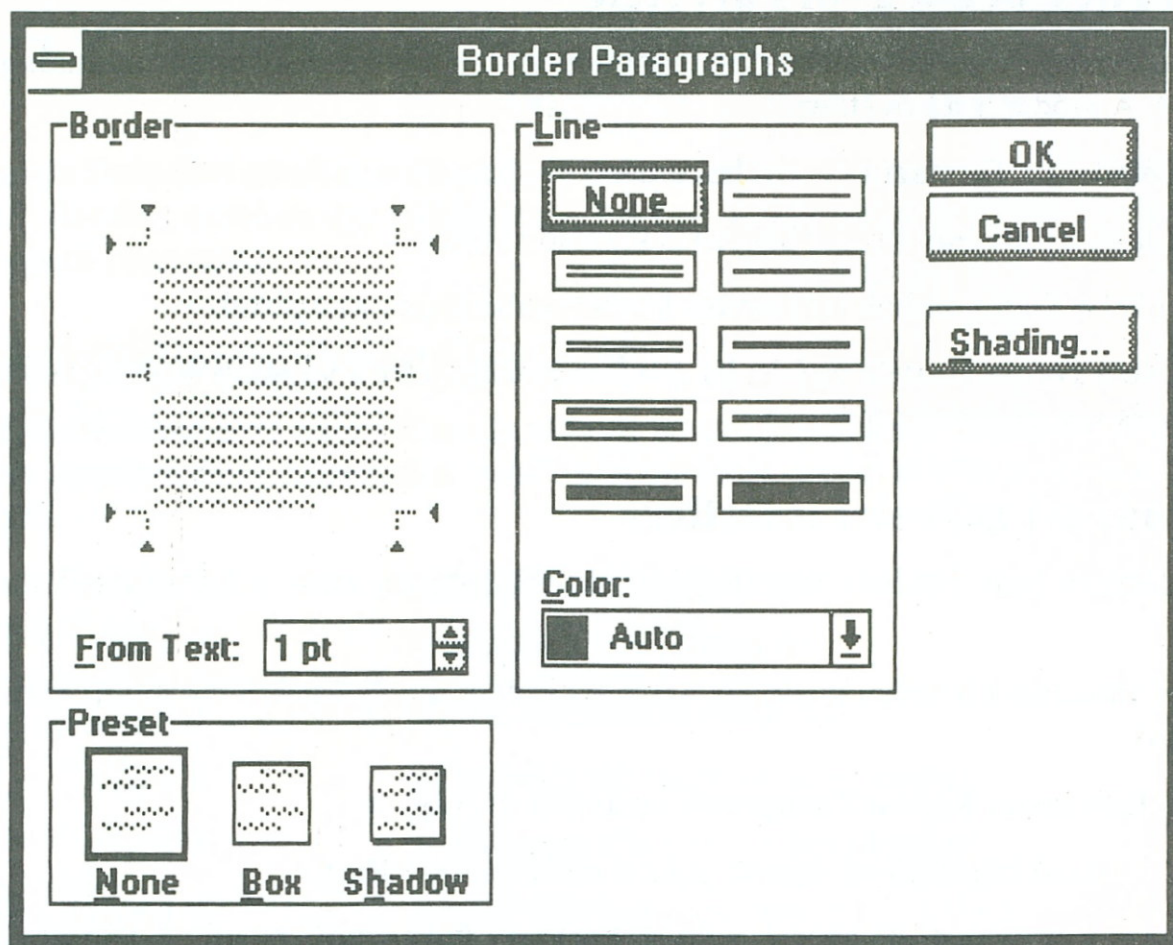 Border Paragraphs
Border
From Text: 1 pt
Line
None
Color:
Auto
OK
Cancel
Shading...
Preset
None Box Shadow